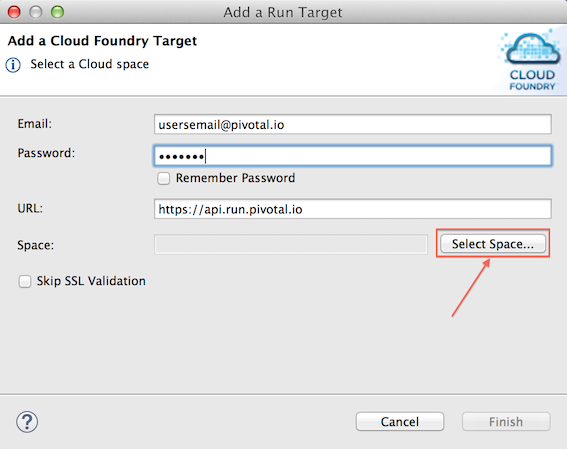 Add a Run Target
Add a Cloud Foundry Target
Select a Cloud space
CLOUD
FOUNDRY
Email: usersemail@pivotal.io
Password: •••••••
Remember Password
URL: https://api.run.pivotal.io
Space: Select Space...
Skip SSL Validation
? Cancel Finish